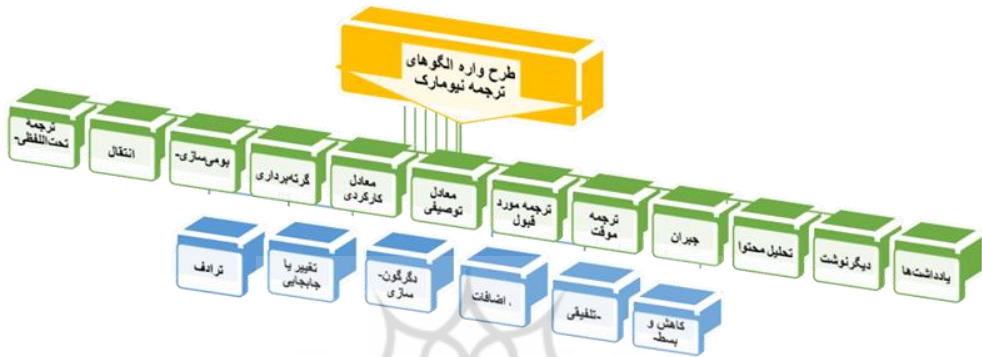 طرح واره الگوهای
ترجمه نیومارک
ترجمه
تحت‌اللفظی-
انتقال
بومی‌سازی-
گرته‌برداری
معادل
کارکردی
معادل
توصیفی
ترجمه مورد
قبول
ترجمه
موقت
جبران
تحلیل محتوا
دیگرنوشت
یادداشت‌ها
ترادف
تغییر یا
جابجایی
دگرگون-
سازی
. اضافات
-تلفیقی
کاهش و
بسط-